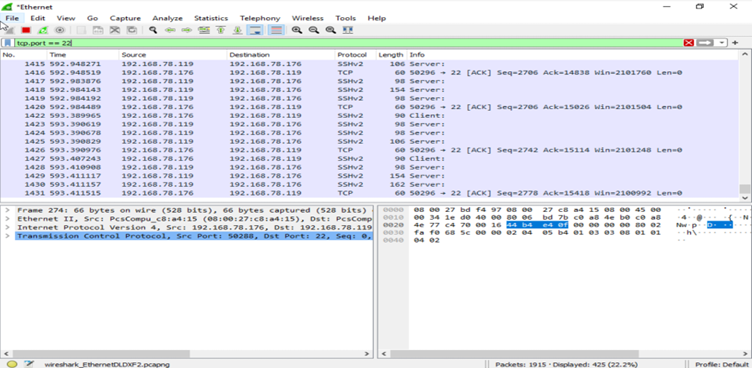 *Ethernet
File Edit View Go Capture Analyze Statistics Telephony Wireless Tools Help
tcp.port == 22
No. Time Source Destination Protocol Length Info
1415 592.948271 192.168.78.119 192.168.78.176 SSHv2 106 Server:
1416 592.948519 192.168.78.176 192.168.78.119 TCP 60 50296 → 22 [ACK] Seq=2706 Ack=14838 Win=2101760 Len=0
1417 592.983876 192.168.78.119 192.168.78.176 SSHv2 98 Server:
1418 592.984143 192.168.78.119 192.168.78.176 SSHv2 154 Server:
1419 592.984192 192.168.78.119 192.168.78.176 SSHv2 98 Server:
1420 592.984489 192.168.78.176 192.168.78.119 TCP 60 50296 → 22 [ACK] Seq=2706 Ack=15026 Win=2101504 Len=0
1422 593.389965 192.168.78.176 192.168.78.119 SSHv2 90 Client:
1423 593.390619 192.168.78.119 192.168.78.176 SSHv2 98 Server:
1424 593.390678 192.168.78.119 192.168.78.176 SSHv2 98 Server:
1425 593.390829 192.168.78.119 192.168.78.176 SSHv2 106 Server:
1426 593.390976 192.168.78.176 192.168.78.119 TCP 60 50296 → 22 [ACK] Seq=2742 Ack=15114 Win=2101248 Len=0
1427 593.407243 192.168.78.176 192.168.78.119 SSHv2 90 Client:
1428 593.410908 192.168.78.119 192.168.78.176 SSHv2 98 Server:
1429 593.411117 192.168.78.119 192.168.78.176 SSHv2 154 Server:
1430 593.411157 192.168.78.119 192.168.78.176 SSHv2 162 Server:
1431 593.411515 192.168.78.176 192.168.78.119 TCP 60 50296 → 22 [ACK] Seq=2778 Ack=15418 Win=2100992 Len=0
Frame 274: 66 bytes on wire (528 bits), 66 bytes captured (528 bits)
Ethernet II, Src: PcsCompu_c8:a4:15 (08:00:27:c8:a4:15), Dst: PcsComp
Internet Protocol Version 4, Src: 192.168.78.176, Dst: 192.168.78.119
Transmission Control Protocol, Src Port: 50288, Dst Port: 22, Seq: 0,
0000 08 00 27 bd f4 97 08 00 27 c8 a4 15 08 00 45 00
0010 00 34 1e d0 40 00 80 06 bd 7b c0 a8 4e b0 c0 a8
0020 4e 77 c4 70 00 16 44 b4 e4 0f 00 00 00 00 80 02
0030 fa f0 68 5c 00 00 02 04 05 b4 01 03 03 08 01 01
0040 04 02
wireshark_EthernetDLDXF2.pcapng
Packets: 1915 · Displayed: 425 (22.2%)
Profile: Default